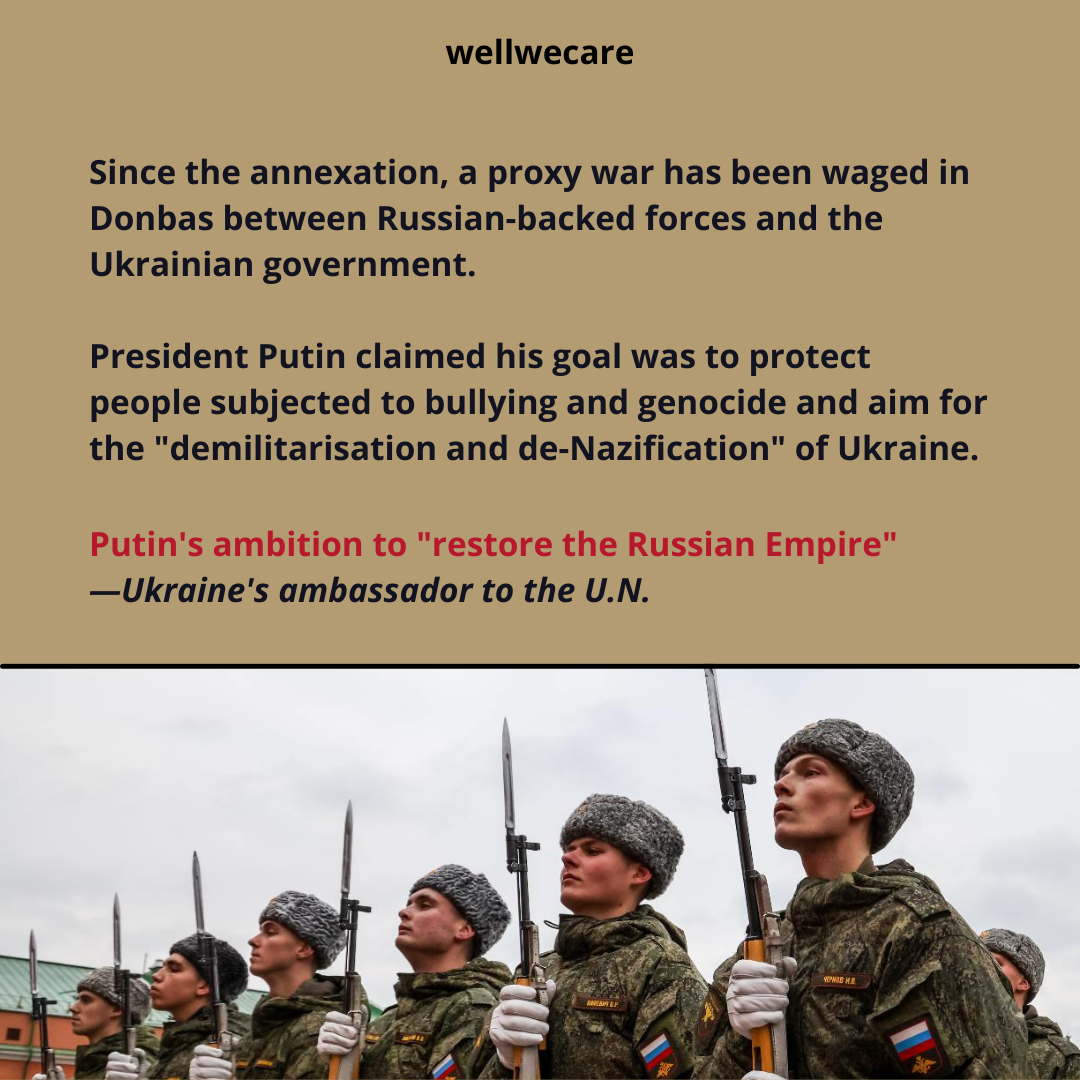 wellwecare
Since the annexation, a proxy war has been waged in
Donbas between Russian-backed forces and the
Ukrainian government.
President Putin claimed his goal was to protect
people subjected to bullying and genocide and aim for
the "demilitarisation and de-Nazification" of Ukraine.
Putin's ambition to "restore the Russian Empire"
—Ukraine's ambassador to the U.N.
ЧЕРНОВ И.В.